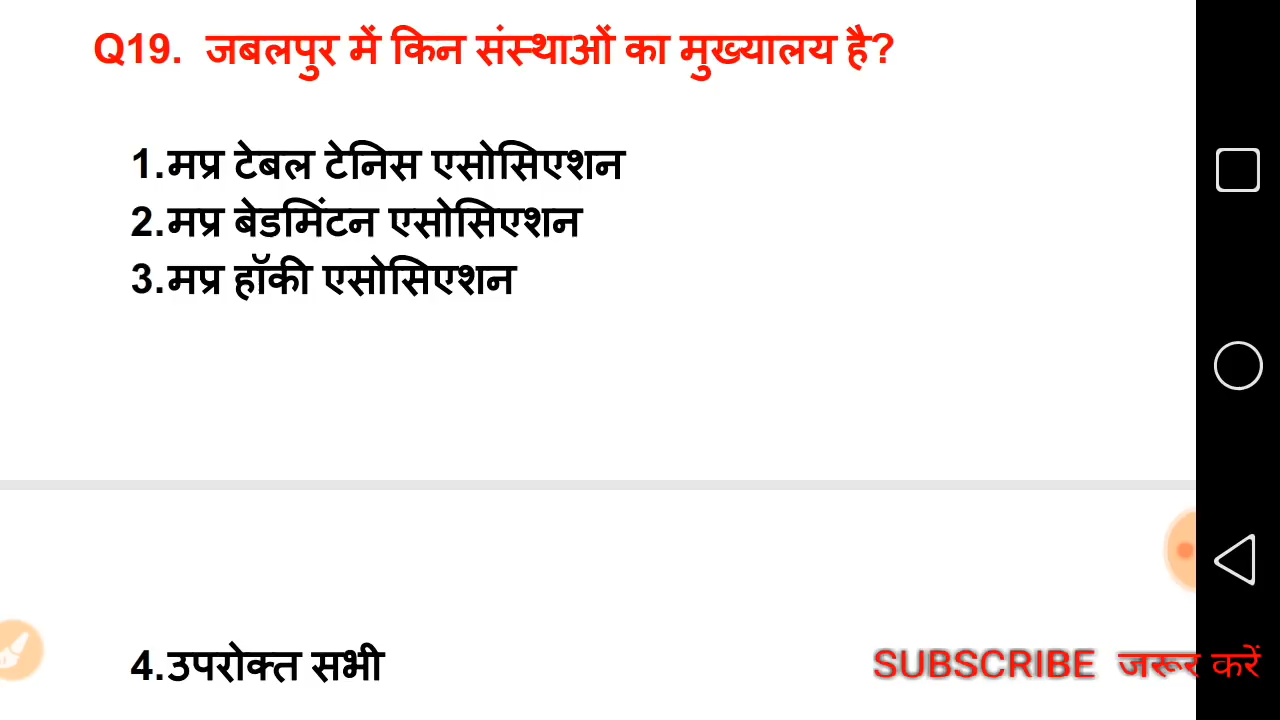 Q19. जबलपुर में किन संस्थाओं का मुख्यालय है?
1.मप्र टेबल टेनिस एसोसिएशन
2.मप्र बेडमिंटन एसोसिएशन
3.मप्र हॉकी एसोसिएशन
4.उपरोक्त सभी
SUBSCRIBE जरूर करें